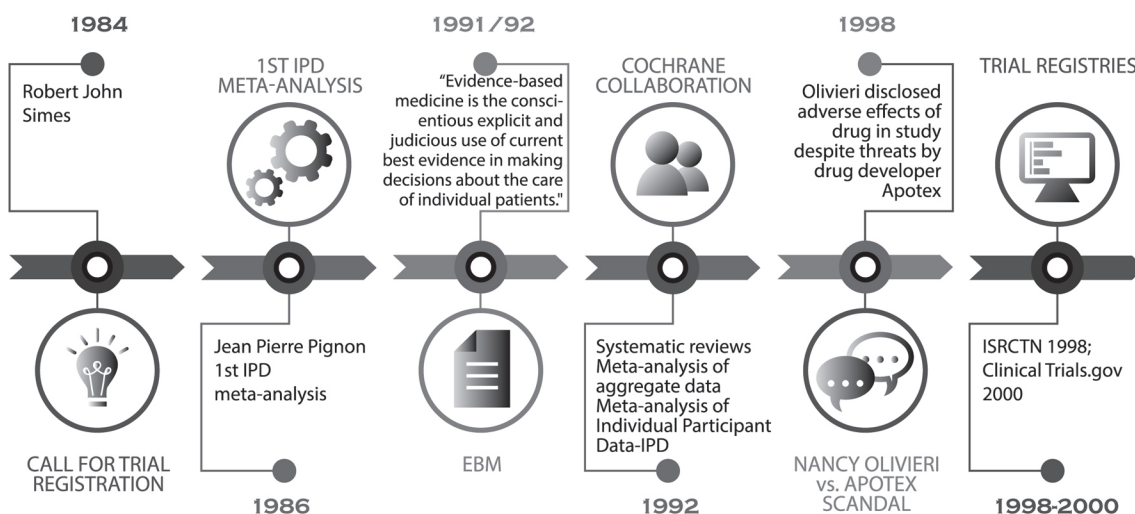 1984
Robert John
Simes
CALL FOR TRIAL
REGISTRATION
1ST IPD
META-ANALYSIS
Jean Pierre Pignon
1st IPD
meta-analysis
1986
1991/92
“Evidence-based
medicine is the consci-
entious explicit and
judicious use of current
best evidence in making
decisions about the care
of individual patients."
EBM
COCHRANE
COLLABORATION
Systematic reviews
Meta-analysis of
aggregate data
Meta-analysis of
Individual Participant
Data-IPD
1992
1998
Olivieri disclosed
adverse effects of
drug in study
despite threats by
drug developer
Apotex
NANCY OLIVIERI
vs. APOTEX
SCANDAL
TRIAL REGISTRIES
ISRCTN 1998;
Clinical Trials.gov
2000
1998-2000